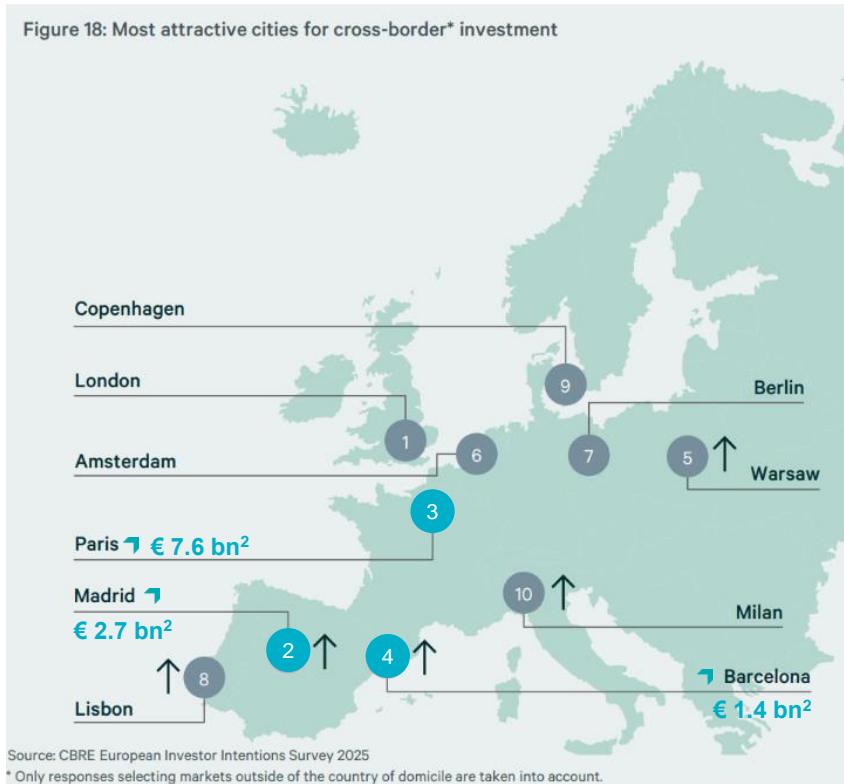 Figure 18: Most attractive cities for cross-border* investment
Copenhagen
9
London
Berlin
1
Amsterdam
6
7
5
Warsaw
3
Paris € 7.6 bn²
Madrid
€ 2.7 bn²
10
Milan
2
4
8
Barcelona
€ 1.4 bn²
Lisbon
Source: CBRE European Investor Intentions Survey 2025
* Only responses selecting markets outside of the country of domicile are taken into account.